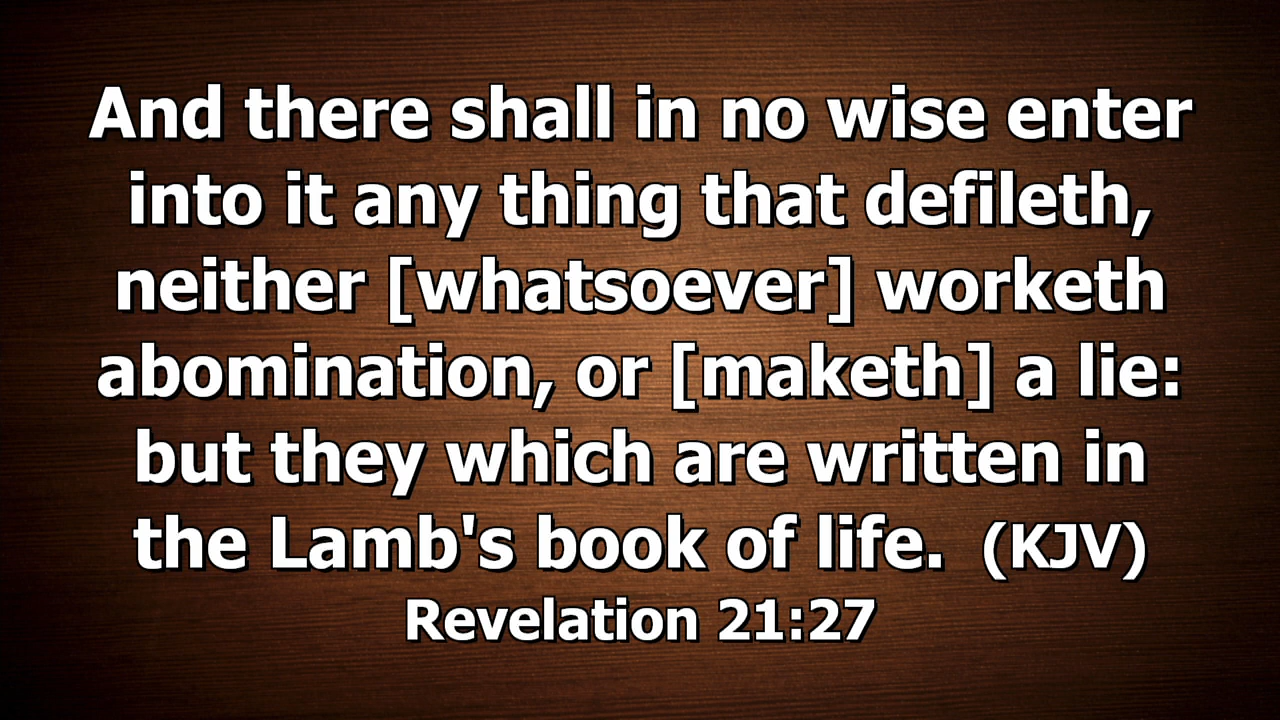 And there shall in no wise enter
into it any thing that defileth,
neither [whatsoever] worketh
abomination, or [maketh] a lie:
but they which are written in
the Lamb's book of life. (KJV)
Revelation 21:27